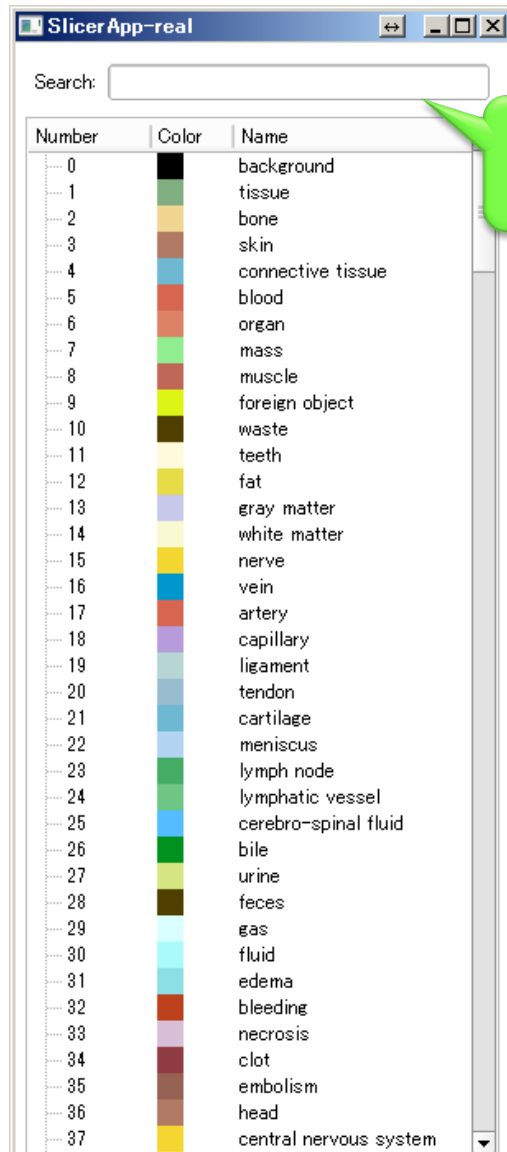 SlicerApp-real
Search:
Number Color Name
0 background
1 tissue
2 bone
3 skin
4 connective tissue
5 blood
6 organ
7 mass
8 muscle
9 foreign object
10 waste
11 teeth
12 fat
13 gray matter
14 white matter
15 nerve
16 vein
17 artery
18 capillary
19 ligament
20 tendon
21 cartilage
22 meniscus
23 lymph node
24 lymphatic vessel
25 cerebro-spinal fluid
26 bile
27 urine
28 feces
29 gas
30 fluid
31 edema
32 bleeding
33 necrosis
34 clot
35 embolism
36 head
37 central nervous system